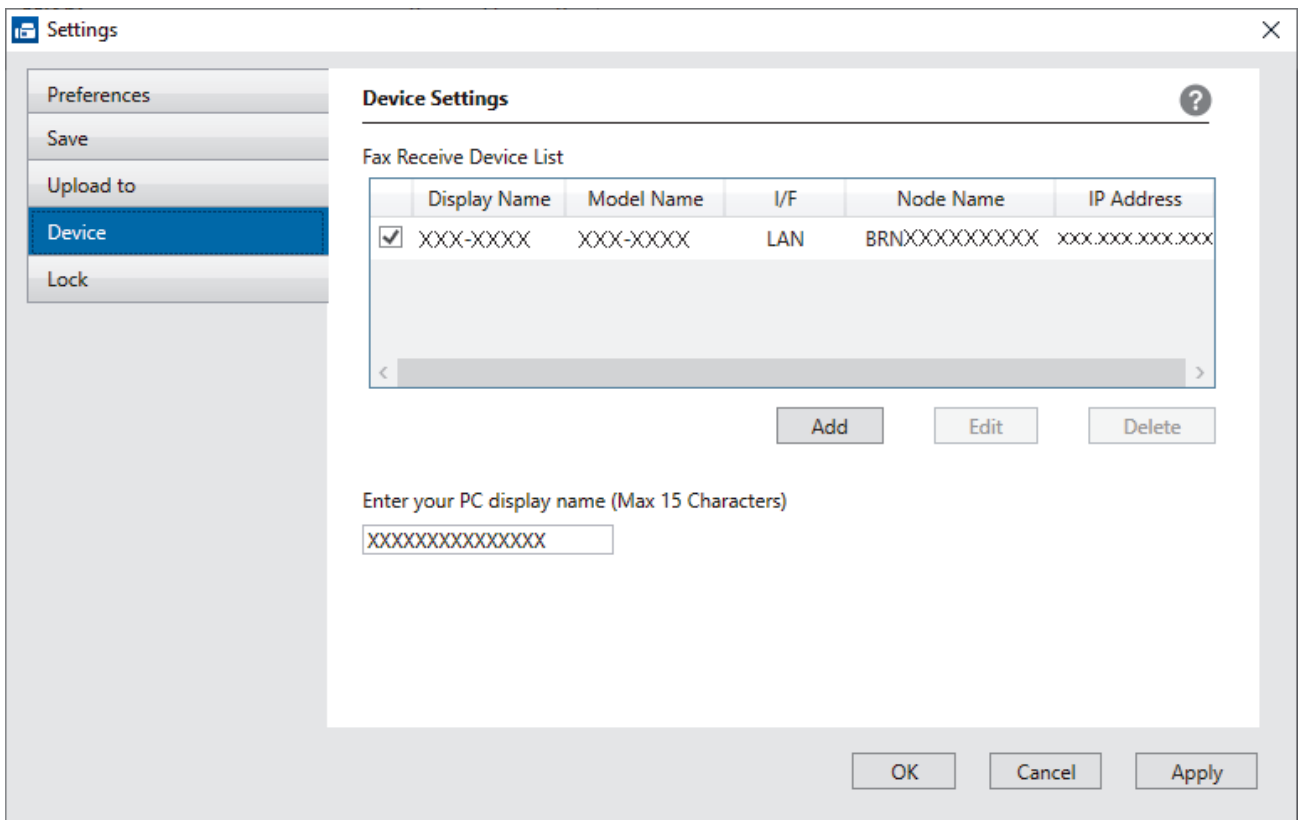 Settings
Preferences
Save
Upload to
Device
Lock
Device Settings
?
Fax Receive Device List
Display Name Model Name I/F Node Name IP Address
XXX-XXXX XXX-XXXX LAN BRNXXXXXXXXX XXX.XXX.XXX.XXX
Add Edit Delete
Enter your PC display name (Max 15 Characters)
XXXXXXXXXXXXXXX
OK Cancel Apply